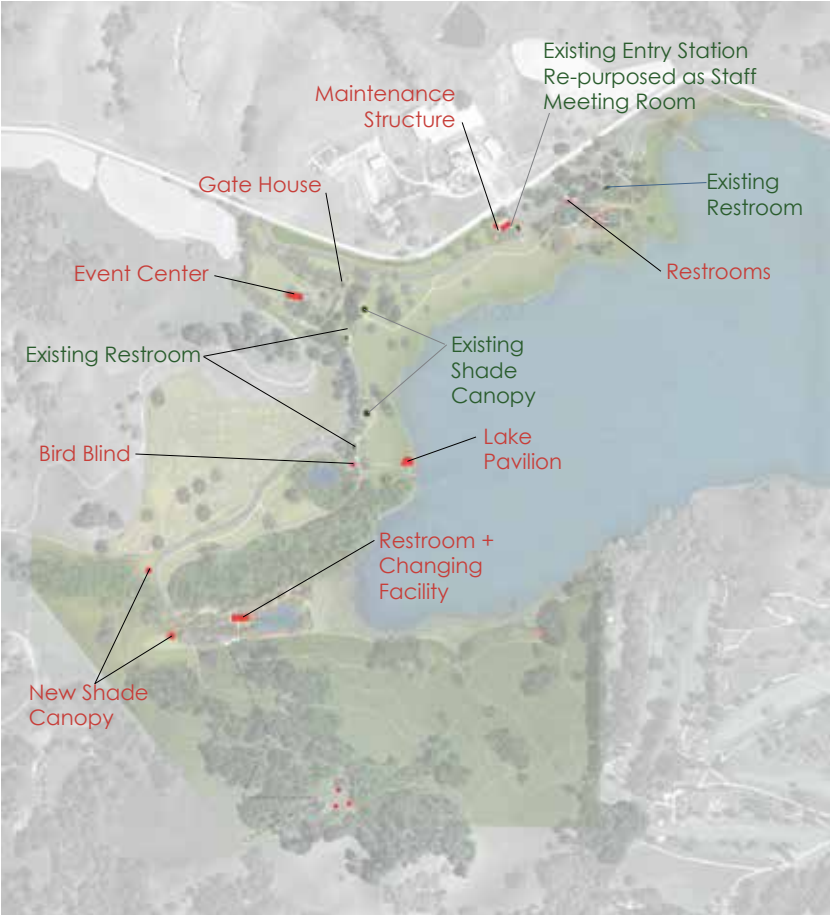 Existing Entry Station
Re-purposed as Staff
Meeting Room
Maintenance
Structure
Gate House
Existing
Restroom
Event Center
Restrooms
Existing Restroom
Existing
Shade
Canopy
Bird Blind
Lake
Pavilion
Restroom +
Changing
Facility
New Shade
Canopy